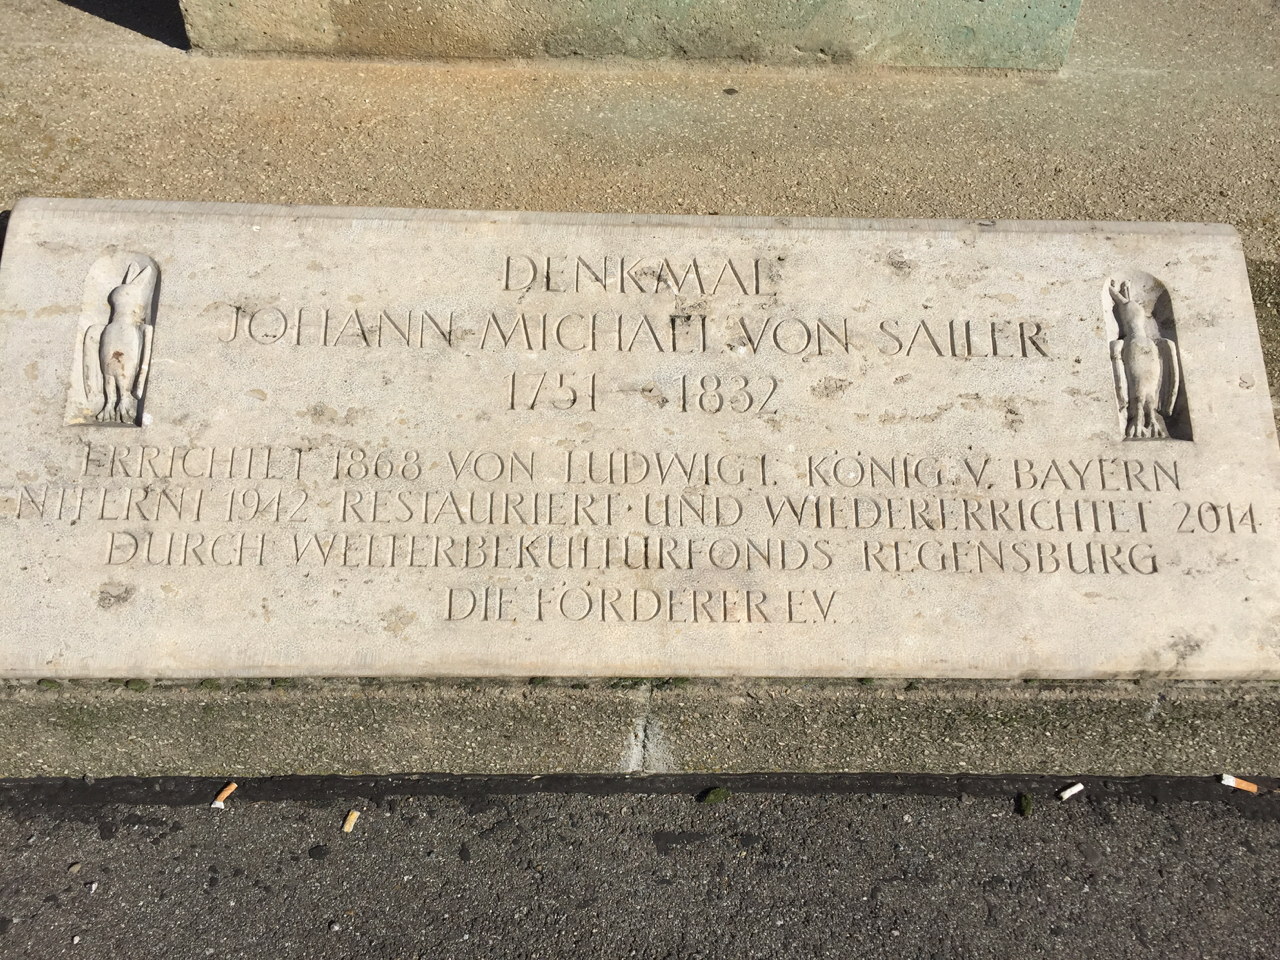 DENKMAL
JOHANN MICHAEL VON SAILER
1751 - 1832
ERRICHTET 1868 VON LUDWIG I. KÖNIG V. BAYERN
ENTFERNT 1942 RESTAURIERT · UND WIEDERERRICHTET 2014
DURCH WELTERBEKULTURFONDS REGENSBURG
DIE FÖRDERER E.V.